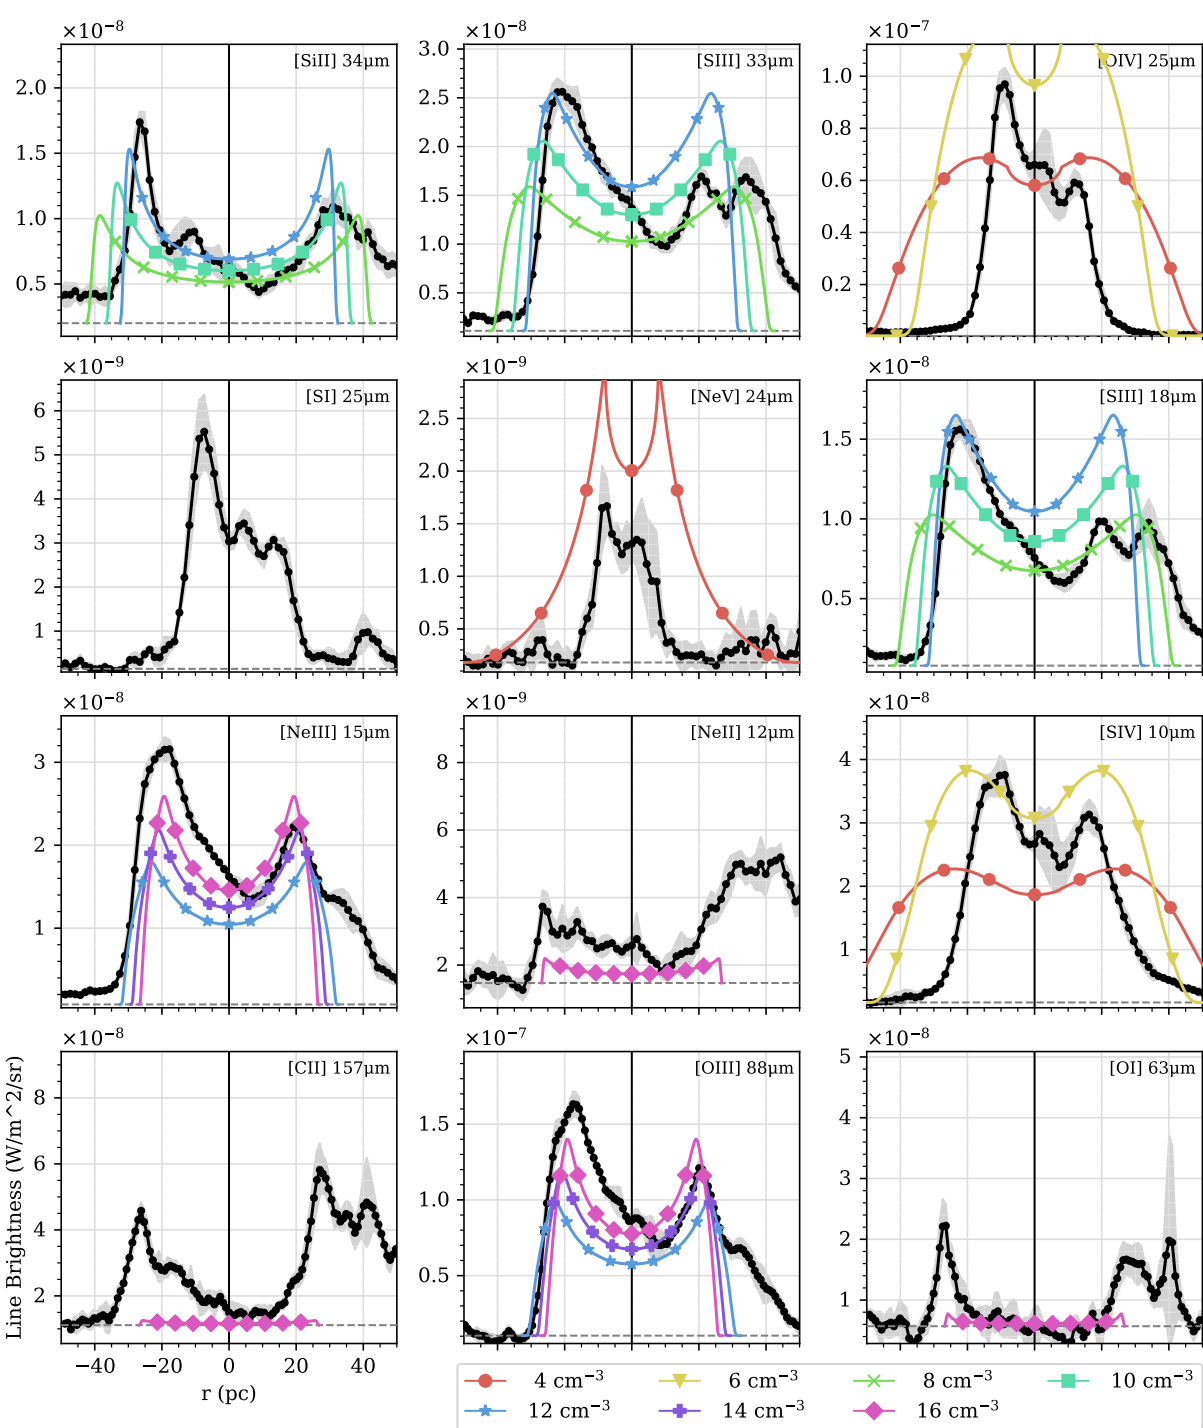 ×10−8 ×10−8 ×10−7
[SiII] 34μm [SIII] 33μm [OIV] 25μm
2.0 1.5 1.0 0.5
3.0 2.5 2.0 1.5 1.0 0.5
1.0 0.8 0.6 0.4 0.2
×10−9 ×10−9 ×10−8
[SI] 25μm [NeV] 24μm [SIII] 18μm
6 5 4 3 2 1
2.5 2.0 1.5 1.0 0.5
1.5 1.0 0.5
×10−8 ×10−9 ×10−8
[NeIII] 15μm [NeII] 12μm [SIV] 10μm
3 2 1
8 6 4 2
4 3 2 1
×10−8 ×10−7 ×10−8
[CII] 157μm [OIII] 88μm [OI] 63μm
8 6 4 2
1.5 1.0 0.5
5 4 3 2 1
Line Brightness (W/m^2/sr)
−40 −20 0 20 40
r (pc)
4 cm−3 6 cm−3 8 cm−3 10 cm−3
12 cm−3 14 cm−3 16 cm−3